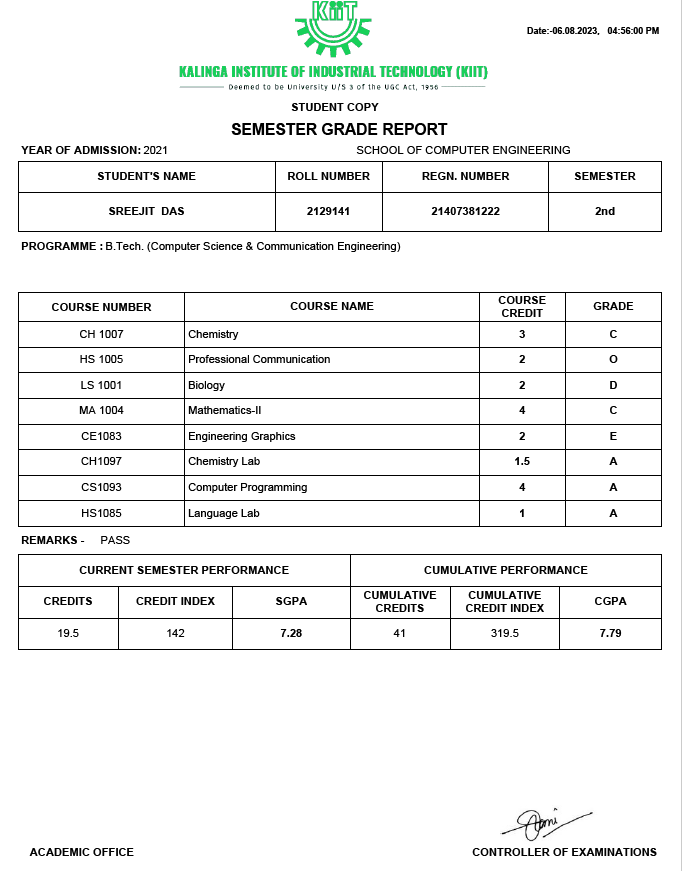 KiiT
Date:-06.08.2023, 04:56:00 PM
KALINGA INSTITUTE OF INDUSTRIAL TECHNOLOGY (KIIT)
Deemed to be University U/S 3 of the UGC Act, 1956
STUDENT COPY
SEMESTER GRADE REPORT
YEAR OF ADMISSION: 2021 SCHOOL OF COMPUTER ENGINEERING
STUDENT'S NAME ROLL NUMBER REGN. NUMBER SEMESTER
SREEJIT DAS 2129141 21407381222 2nd
PROGRAMME : B.Tech. (Computer Science & Communication Engineering)
COURSE NUMBER COURSE NAME COURSE CREDIT GRADE
CH 1007 Chemistry 3 C
HS 1005 Professional Communication 2 O
LS 1001 Biology 2 D
MA 1004 Mathematics-II 4 C
CE1083 Engineering Graphics 2 E
CH1097 Chemistry Lab 1.5 A
CS1093 Computer Programming 4 A
HS1085 Language Lab 1 A
REMARKS - PASS
CURRENT SEMESTER PERFORMANCE CUMULATIVE PERFORMANCE
CREDITS CREDIT INDEX SGPA CUMULATIVE CREDITS CUMULATIVE CREDIT INDEX CGPA
19.5 142 7.28 41 319.5 7.79
ACADEMIC OFFICE CONTROLLER OF EXAMINATIONS